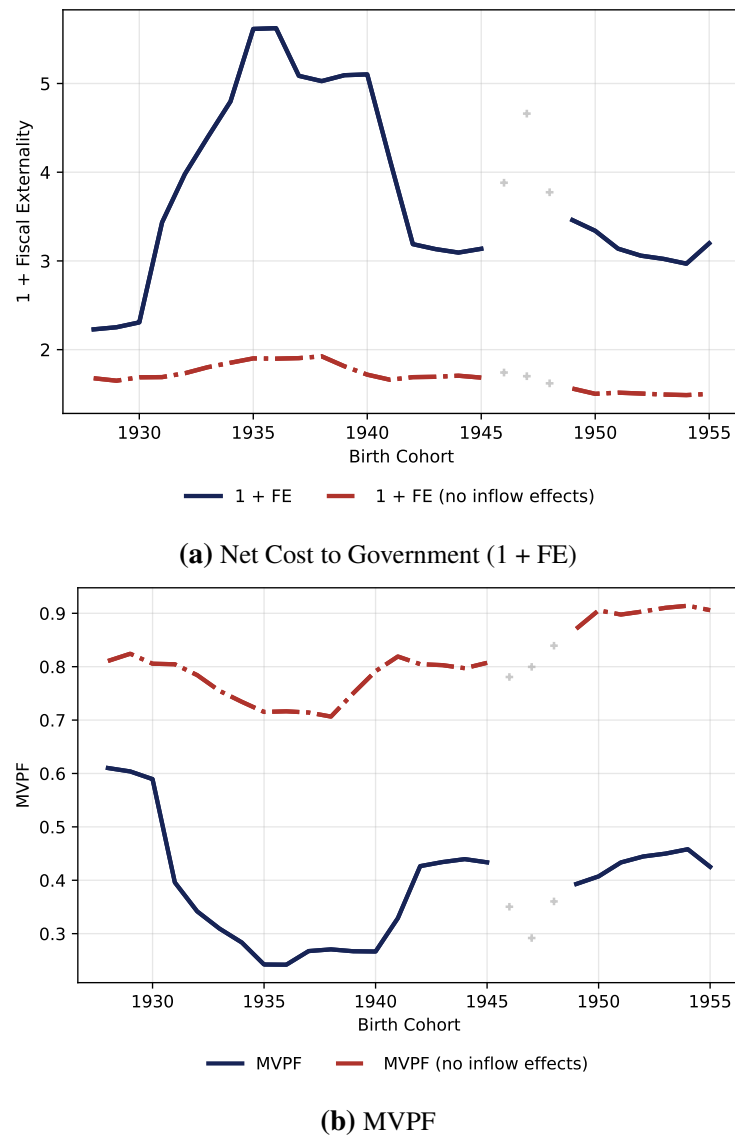 5
4
3
2
1 + Fiscal Externality
1930 1935 1940 1945 1950 1955
Birth Cohort
1 + FE 1 + FE (no inflow effects)
(a) Net Cost to Government (1 + FE)
0.9
0.8
0.7
0.6
0.5
0.4
0.3
MVPF
1930 1935 1940 1945 1950 1955
Birth Cohort
MVPF MVPF (no inflow effects)
(b) MVPF